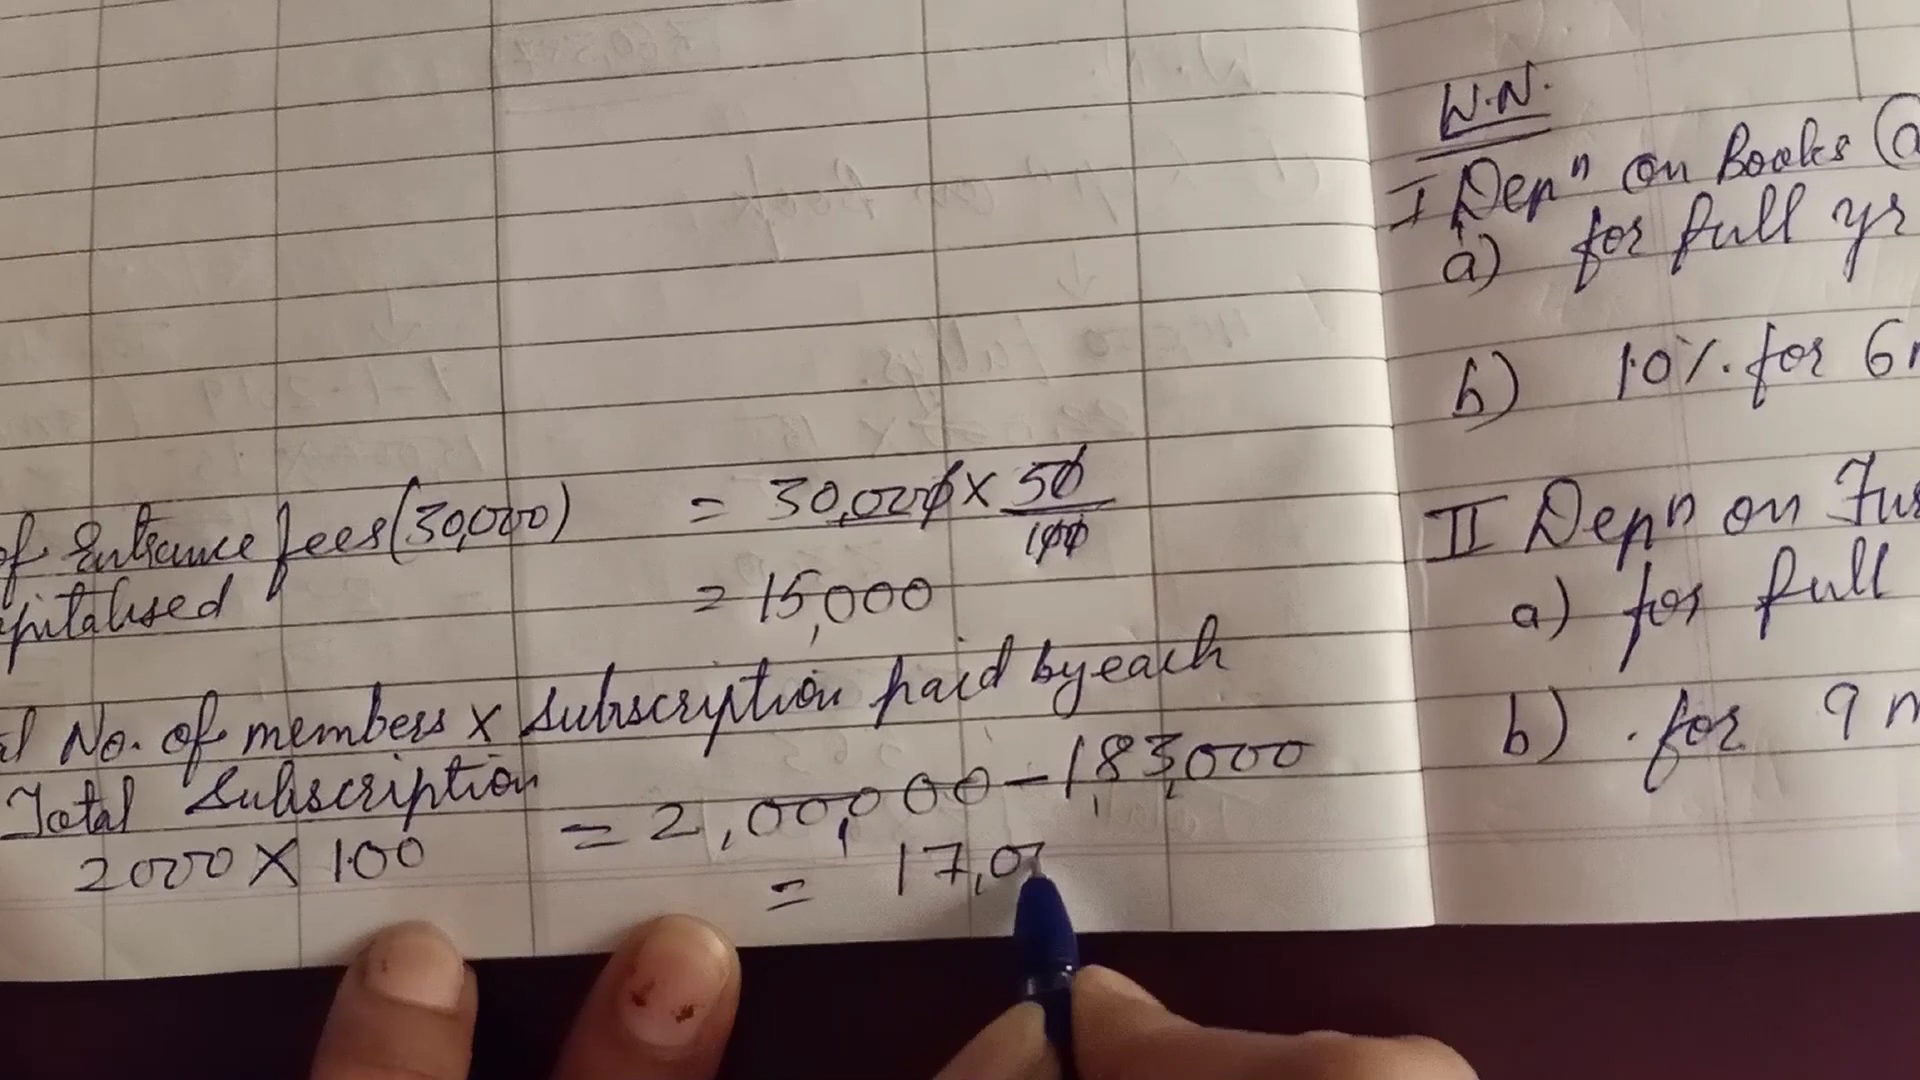 of Entrance fees (30,000) = 30,000 × 50
100
pitalised = 15,000
No. of members × Subscription paid by each
Total Subscription = 2,00,000 - 1,83,000
2000 × 100 = 17,0
W.N.
I Depⁿ on Books (a
a) for full yr
b) 10%. for 6
II Depⁿ on Fu
a) for full
b) . for 9